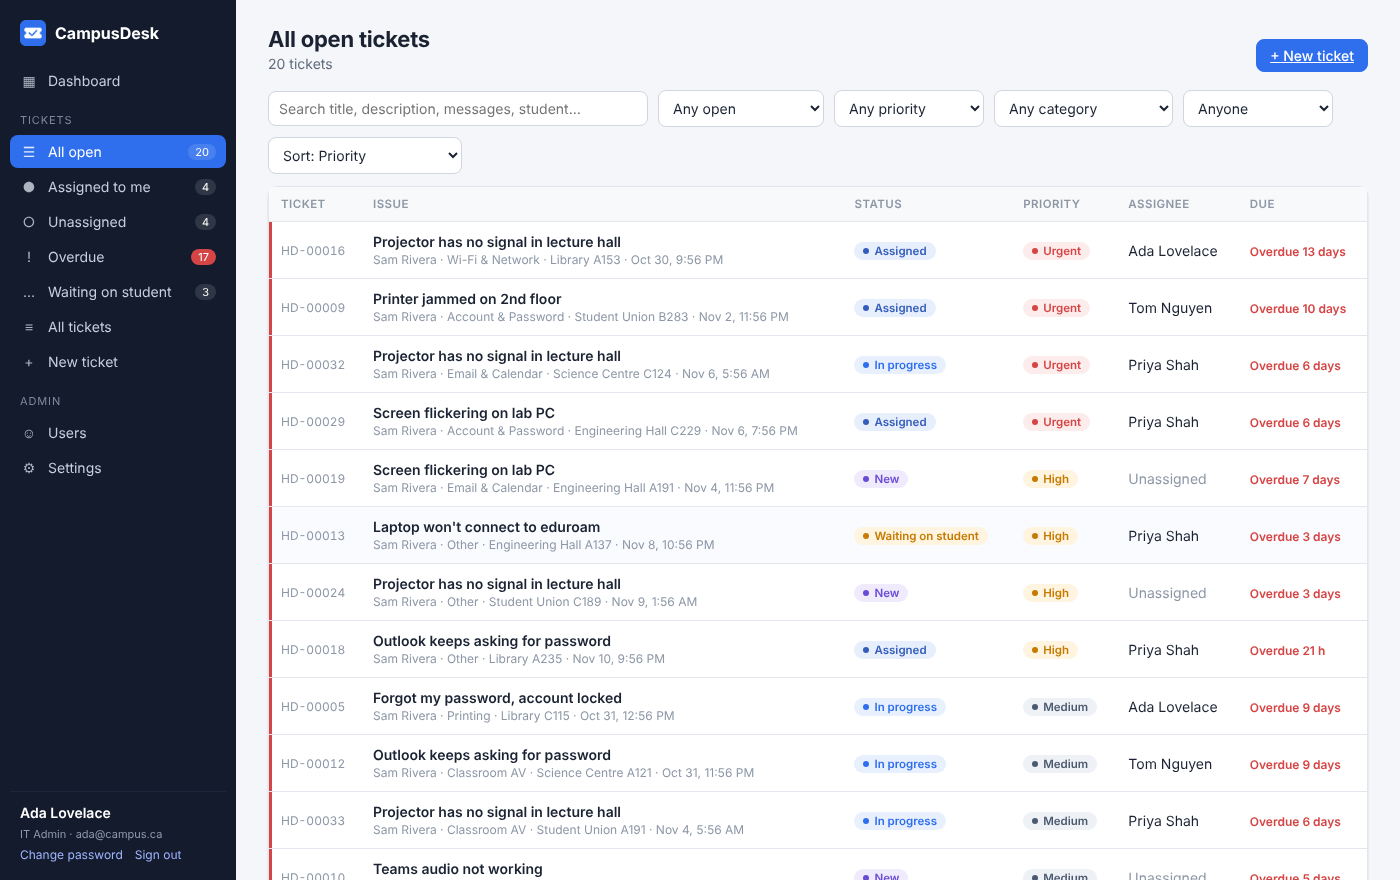 CampusDesk
Dashboard
TICKETS
All open 20
Assigned to me 4
Unassigned 4
! Overdue 17
... Waiting on student 3
All tickets
+ New ticket
ADMIN
Users
Settings
Ada Lovelace
IT Admin · ada@campus.ca
Change password Sign out
All open tickets
20 tickets
+ New ticket
Search title, description, messages, student...
Any open
Any priority
Any category
Anyone
Sort: Priority
TICKET ISSUE STATUS PRIORITY ASSIGNEE DUE
Projector has no signal in lecture hall
HD-00016 Assigned Urgent Ada Lovelace Overdue 13 days
Sam Rivera · Wi-Fi & Network · Library A153 · Oct 30, 9:56 PM
Printer jammed on 2nd floor
HD-00009 Assigned Urgent Tom Nguyen Overdue 10 days
Sam Rivera · Account & Password · Student Union B283 · Nov 2, 11:56 PM
Projector has no signal in lecture hall
HD-00032 In progress Urgent Priya Shah Overdue 6 days
Sam Rivera · Email & Calendar · Science Centre C124 · Nov 6, 5:56 AM
Screen flickering on lab PC
HD-00029 Assigned Urgent Priya Shah Overdue 6 days
Sam Rivera · Account & Password · Engineering Hall C229 · Nov 6, 7:56 PM
Screen flickering on lab PC
HD-00019 New High Unassigned Overdue 7 days
Sam Rivera · Email & Calendar · Engineering Hall A191 · Nov 4, 11:56 PM
Laptop won't connect to eduroam
HD-00013 Waiting on student High Priya Shah Overdue 3 days
Sam Rivera · Other · Engineering Hall A137 · Nov 8, 10:56 PM
Projector has no signal in lecture hall
HD-00024 New High Unassigned Overdue 3 days
Sam Rivera · Other · Student Union C189 · Nov 9, 1:56 AM
Outlook keeps asking for password
HD-00018 Assigned High Priya Shah Overdue 21 h
Sam Rivera · Other · Library A235 · Nov 10, 9:56 PM
Forgot my password, account locked
HD-00005 In progress Medium Ada Lovelace Overdue 9 days
Sam Rivera · Printing · Library C115 · Oct 31, 12:56 PM
Outlook keeps asking for password
HD-00012 In progress Medium Tom Nguyen Overdue 9 days
Sam Rivera · Classroom AV · Science Centre A121 · Oct 31, 11:56 PM
Projector has no signal in lecture hall
HD-00033 In progress Medium Priya Shah Overdue 6 days
Sam Rivera · Classroom AV · Student Union A191 · Nov 4, 5:56 AM
Teams audio not working
HD-00010 New Medium Unassigned Overdue 5 days